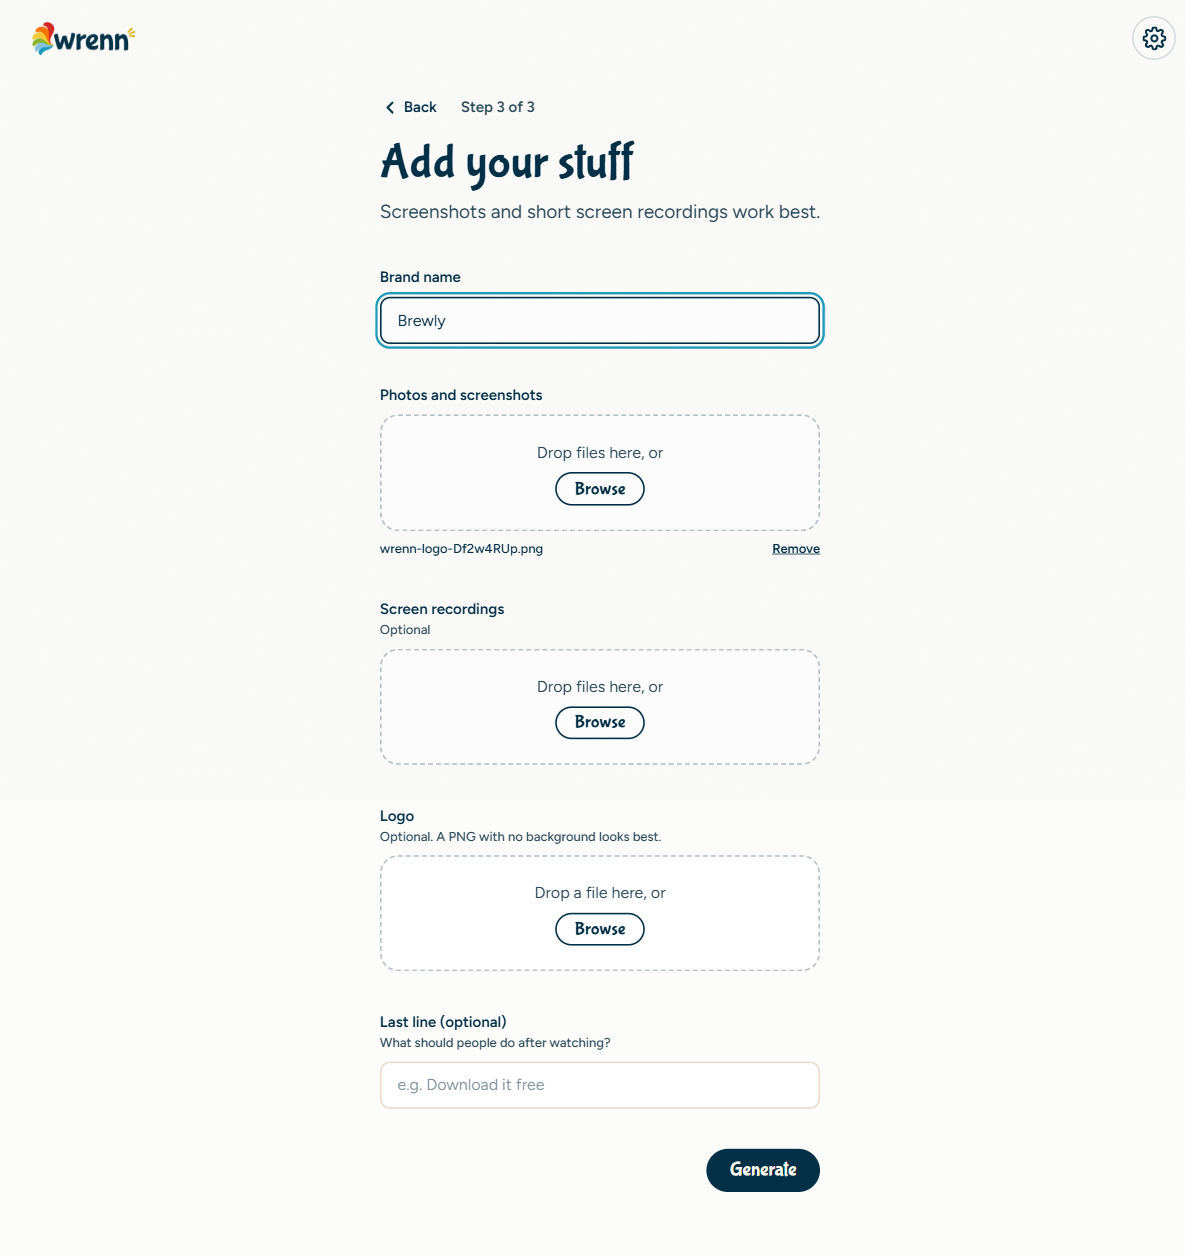 wrenn
Back
Step 3 of 3
Add your stuff
Screenshots and short screen recordings work best.
Brand name
Brewly
Photos and screenshots
Drop files here, or
Browse
wrenn-logo-Df2w4RUp.png
Remove
Screen recordings
Optional
Drop files here, or
Browse
Logo
Optional. A PNG with no background looks best.
Drop a file here, or
Browse
Last line (optional)
What should people do after watching?
e.g. Download it free
Generate